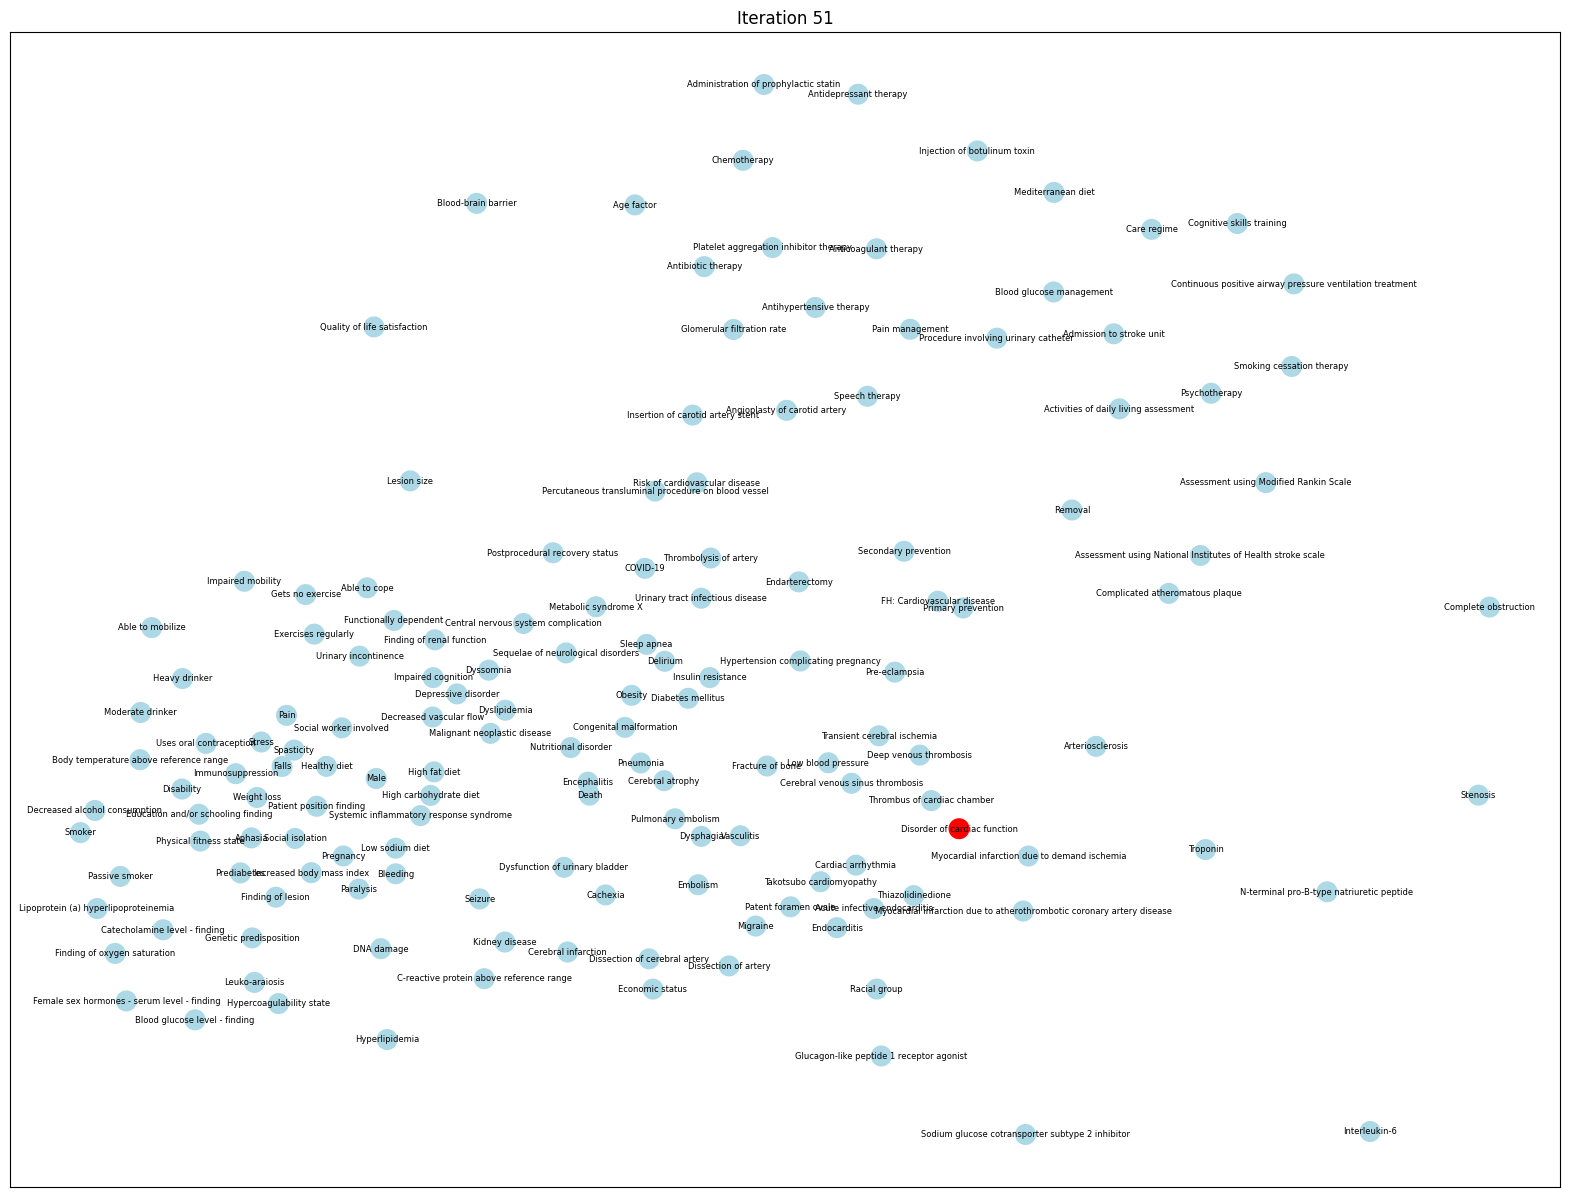 Iteration 51
Administration of prophylactic statin
Antidepressant therapy
Injection of botulinum toxin
Chemotherapy
Mediterranean diet
Blood-brain barrier
Age factor
Cognitive skills training
Care regime
Platelet aggregation inhibitor therapy
Anticoagulant therapy
Antibiotic therapy
Continuous positive airway pressure ventilation treatment
Blood glucose management
Antihypertensive therapy
Quality of life satisfaction
Glomerular filtration rate
Pain management
Procedure involving urinary catheter
Admission to stroke unit
Smoking cessation therapy
Psychotherapy
Speech therapy
Activities of daily living assessment
Angioplasty of carotid artery
Insertion of carotid artery stent
Lesion size
Risk of cardiovascular disease
Assessment using Modified Rankin Scale
Percutaneous transluminal procedure on blood vessel
Removal
Postprocedural recovery status
Secondary prevention
Thrombolysis of artery
Assessment using National Institutes of Health stroke scale
COVID-19
Impaired mobility
Endarterectomy
Able to cope
Gets no exercise
Complicated atheromatous plaque
Urinary tract infectious disease
FH: Cardiovascular disease
Primary prevention
Metabolic syndrome X
Complete obstruction
Functionally dependent
Central nervous system complication
Able to mobilize
Exercises regularly
Finding of renal function
Sleep apnea
Urinary incontinence
Sequelae of neurological disorders
Delirium
Hypertension complicating pregnancy
Dyssomnia
Pre-eclampsia
Heavy drinker
Impaired cognition
Insulin resistance
Depressive disorder
Obesity
Diabetes mellitus
Moderate drinker
Dyslipidemia
Pain
Decreased vascular flow
Social worker involved
Congenital malformation
Malignant neoplastic disease
Transient cerebral ischemia
Uses oral contraception
Stress
Spasticity
Nutritional disorder
Arteriosclerosis
Deep venous thrombosis
Body temperature above reference range
Pneumonia
Low blood pressure
Falls
Healthy diet
Fracture of bone
Immunosuppression
High fat diet
Male
Cerebral atrophy
Encephalitis
Cerebral venous sinus thrombosis
Disability
Weight loss
High carbohydrate diet
Death
Stenosis
Thrombus of cardiac chamber
Patient position finding
Decreased alcohol consumption
Education and/or schooling finding
Systemic inflammatory response syndrome
Pulmonary embolism
Disorder of cardiac function
Smoker
Dysphagia
Vasculitis
Aphasia
Social isolation
Physical fitness state
Low sodium diet
Troponin
Pregnancy
Myocardial infarction due to demand ischemia
Cardiac arrhythmia
Dysfunction of urinary bladder
Prediabetes
Increased body mass index
Bleeding
Passive smoker
Takotsubo cardiomyopathy
Embolism
Paralysis
N-terminal pro-B-type natriuretic peptide
Cachexia
Thiazolidinedione
Finding of lesion
Seizure
Patent foramen ovale
Acute infective endocarditis
Lipoprotein (a) hyperlipoproteinemia
Myocardial infarction due to atherothrombotic coronary artery disease
Migraine
Endocarditis
Catecholamine level - finding
Genetic predisposition
Kidney disease
DNA damage
Cerebral infarction
Finding of oxygen saturation
Dissection of cerebral artery
Dissection of artery
C-reactive protein above reference range
Leuko-araiosis
Economic status
Racial group
Female sex hormones - serum level - finding
Hypercoagulability state
Blood glucose level - finding
Hyperlipidemia
Glucagon-like peptide 1 receptor agonist
Interleukin-6
Sodium glucose cotransporter subtype 2 inhibitor